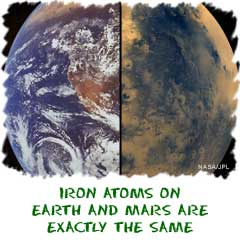 NASA/JPL
IRON ATOMS ON
EARTH AND MARS ARE
EXACTLY THE SAME